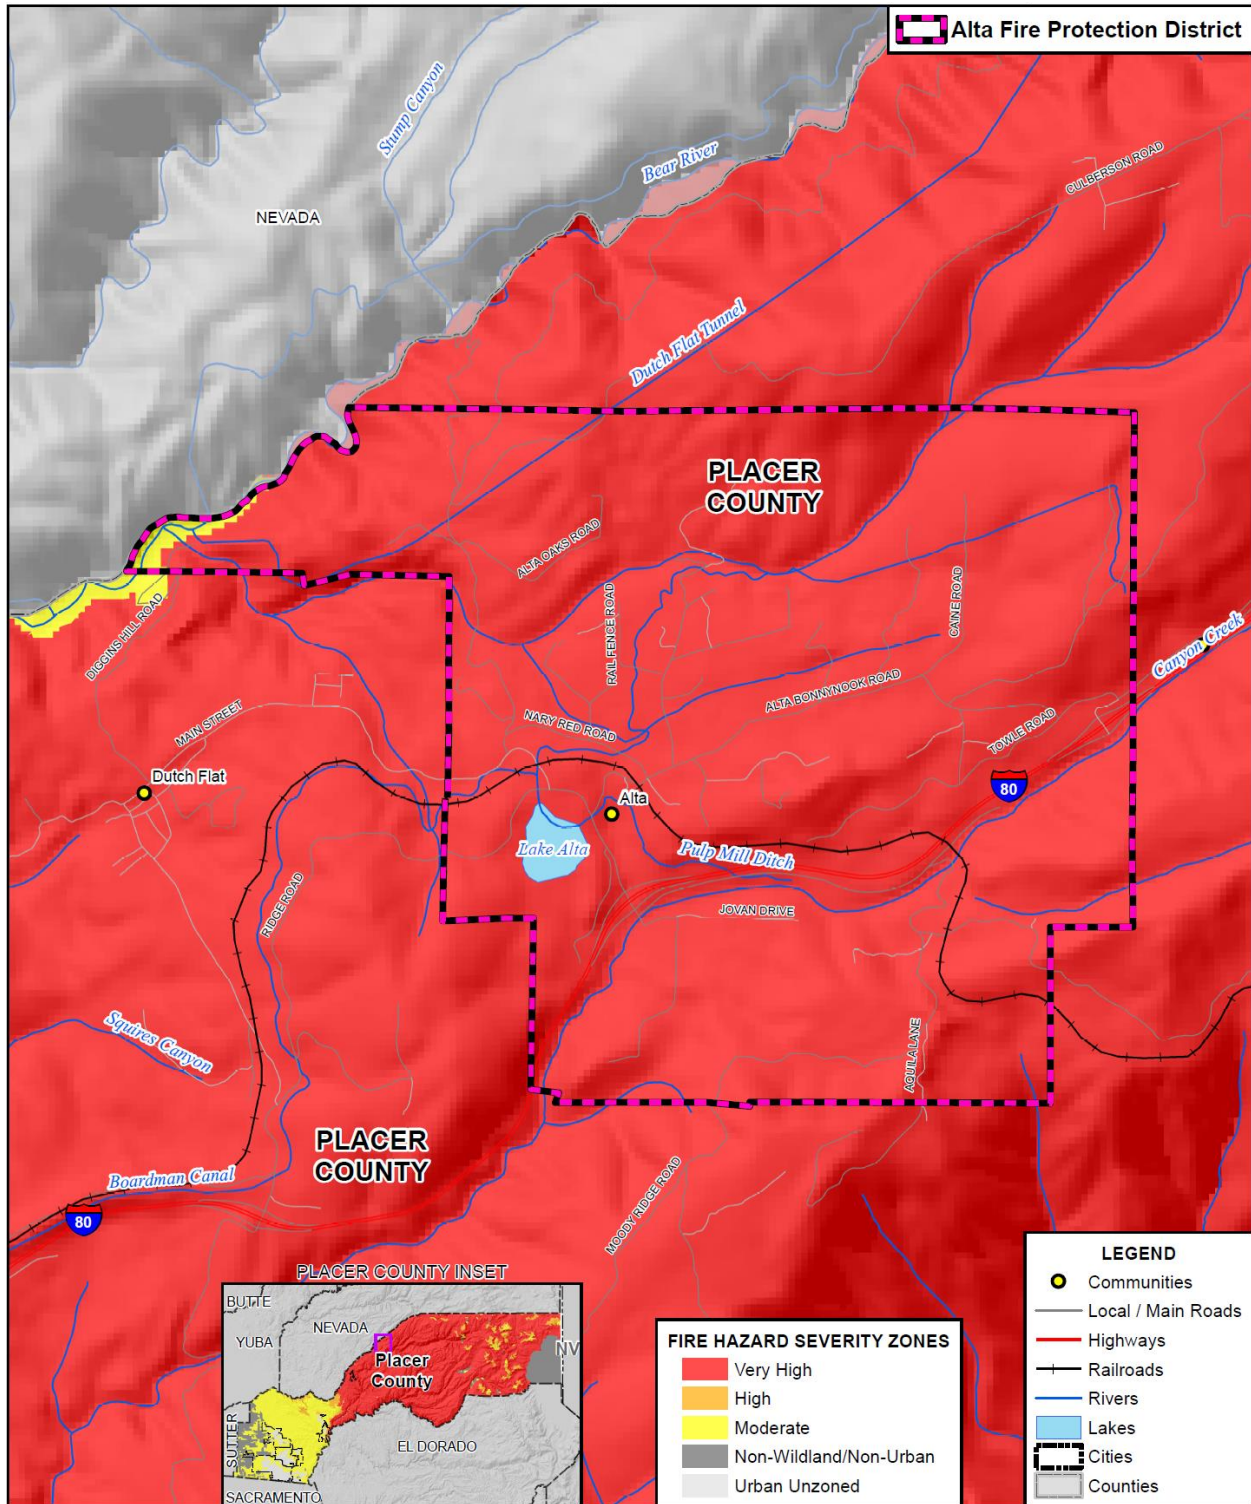 Alta Fire Protection District
Stump Canyon
Bear River
CULBERSON ROAD
NEVADA
Dutch Flat Tunnel
PLACER
COUNTY
ALTA OAKS ROAD
RAIL FENCE ROAD
CAINE ROAD
DIGGINS HILL ROAD
Canyon Creek
ALTA BONNYNOOK ROAD
NARY RED ROAD
TOWLE ROAD
MAIN STREET
Dutch Flat
80
Alta
Lake Alta
Pulp Mill Ditch
RIDGE ROAD
JOVAN DRIVE
Squires Canyon
AQUILA LANE
PLACER
COUNTY
Boardman Canal
80
MOODY RIDGE ROAD
PLACER COUNTY INSET
BUTTE
YUBA
NEVADA
NV
Placer
County
SUTTER
EL DORADO
SACRAMENTO
FIRE HAZARD SEVERITY ZONES
Very High
High
Moderate
Non-Wildland/Non-Urban
Urban Unzoned
LEGEND
Communities
Local / Main Roads
Highways
Railroads
Rivers
Lakes
Cities
Counties